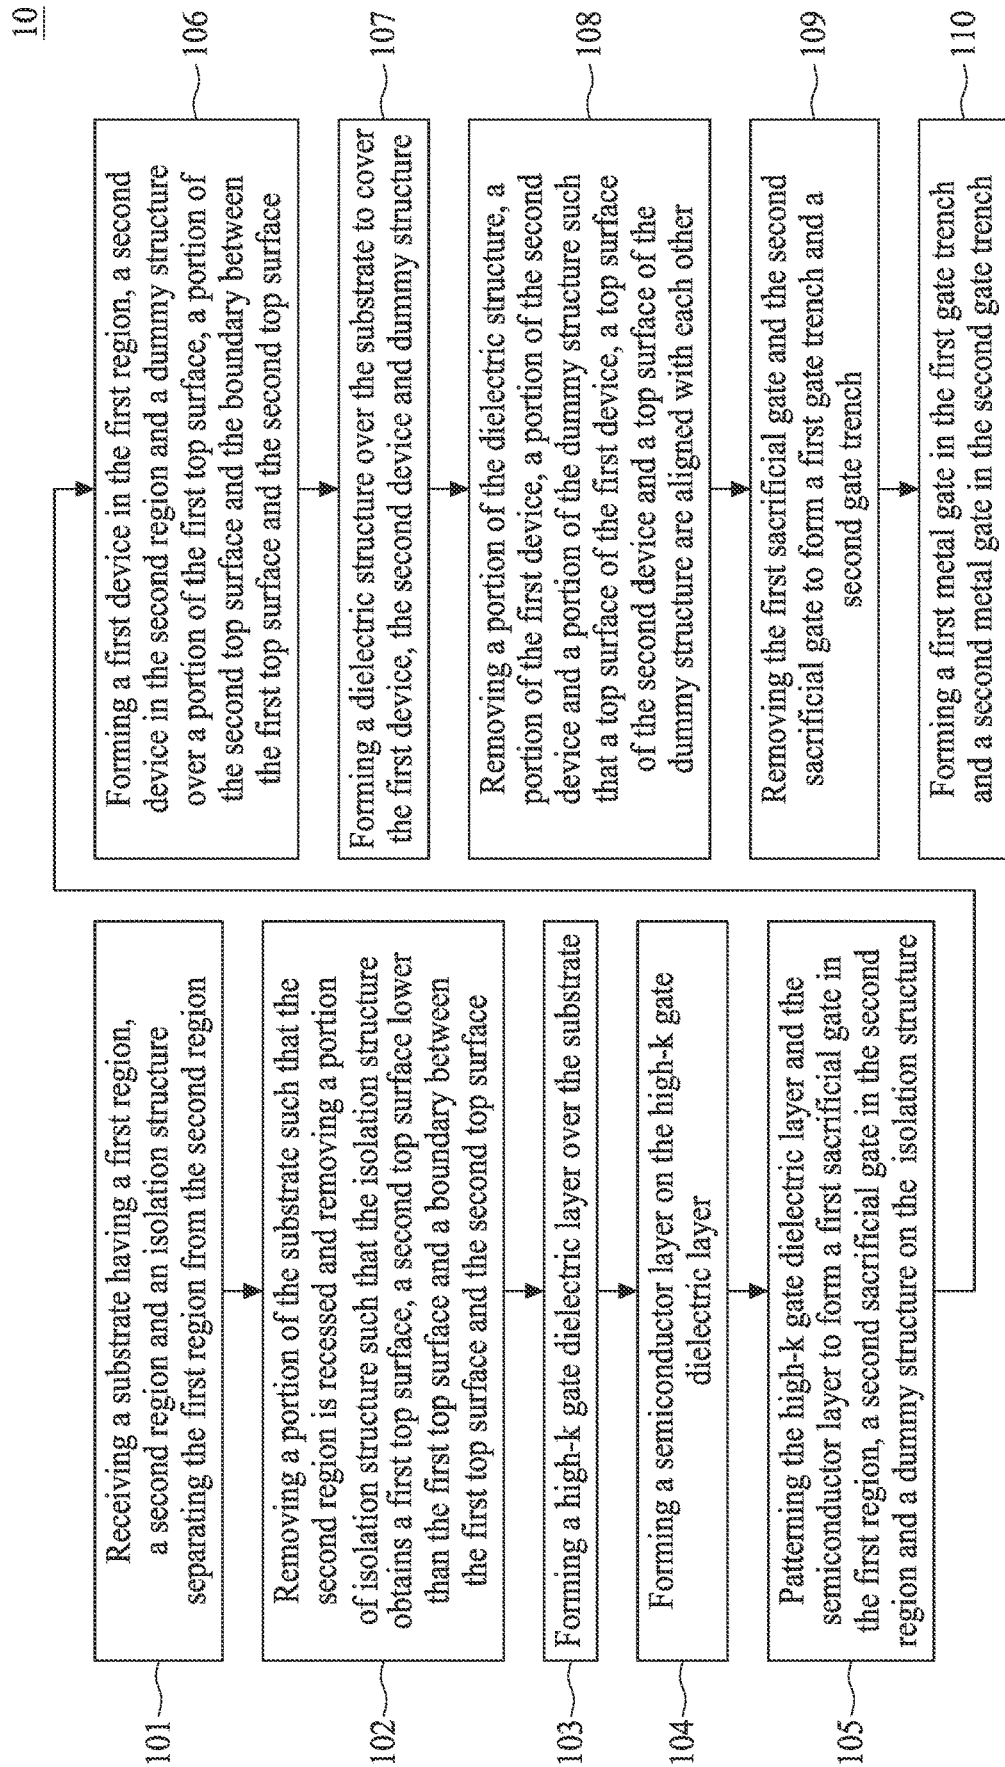 10
101
Receiving a substrate having a first region,
a second region and an isolation structure
separating the first region from the second region
102
Removing a portion of the substrate such that the
second region is recessed and removing a portion
of isolation structure such that the isolation structure
obtains a first top surface, a second top surface lower
than the first top surface and a boundary between
the first top surface and the second top surface
103
Forming a high-k gate dielectric layer over the substrate
104
Forming a semiconductor layer on the high-k gate
dielectric layer
105
Patterning the high-k gate dielectric layer and the
semiconductor layer to form a first sacrificial gate in
the first region, a second sacrificial gate in the second
region and a dummy structure on the isolation structure
106
Forming a first device in the first region, a second
device in the second region and a dummy structure
over a portion of the first top surface, a portion of
the second top surface and the boundary between
the first top surface and the second top surface
107
Forming a dielectric structure over the substrate to cover
the first device, the second device and dummy structure
108
Removing a portion of the dielectric structure, a
portion of the first device, a portion of the second
device and a portion of the dummy structure such
that a top surface of the first device, a top surface
of the second device and a top surface of the
dummy structure are aligned with each other
109
Removing the first sacrificial gate and the second
sacrificial gate to form a first gate trench and a
second gate trench
110
Forming a first metal gate in the first gate trench
and a second metal gate in the second gate trench